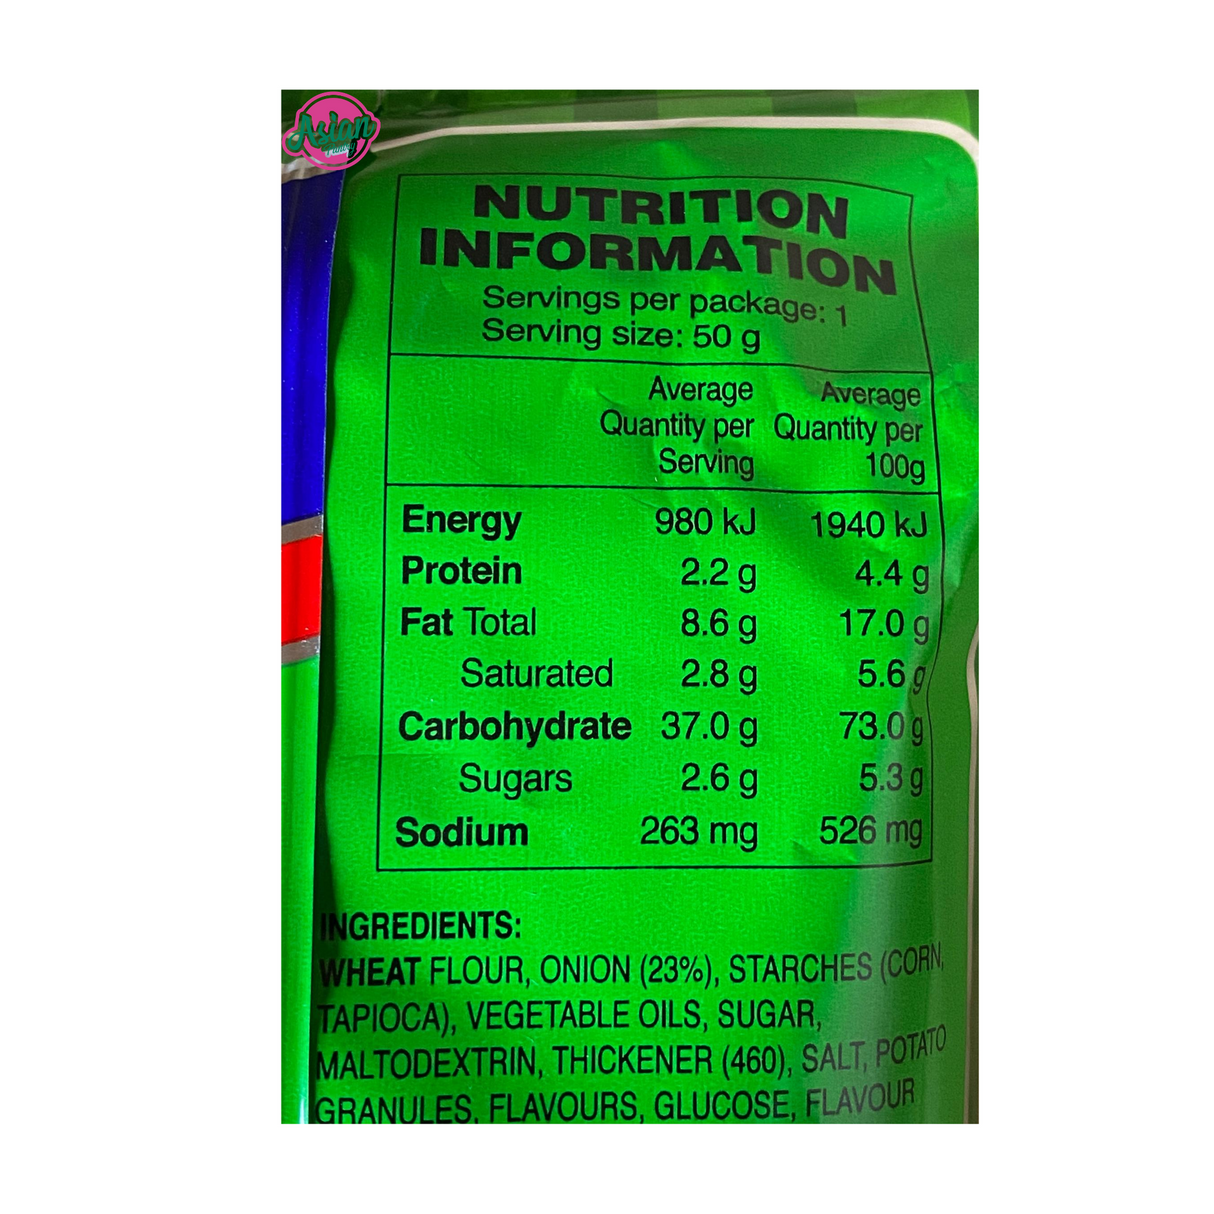 Asian
Pantry
NUTRITION
INFORMATION
Servings per package: 1
Serving size: 50 g
Average Average
Quantity per Quantity per
Serving 100g
Energy 980 kJ 1940 kJ
Protein 2.2 g 4.4 g
Fat Total 8.6 g 17.0 g
Saturated 2.8 g 5.6 g
Carbohydrate 37.0 g 73.0 g
Sugars 2.6 g 5.3 g
Sodium 263 mg 526 mg
INGREDIENTS:
WHEAT FLOUR, ONION (23%), STARCHES (CORN,
TAPIOCA), VEGETABLE OILS, SUGAR,
MALTODEXTRIN, THICKENER (460), SALT, POTATO
GRANULES, FLAVOURS, GLUCOSE, FLAVOUR